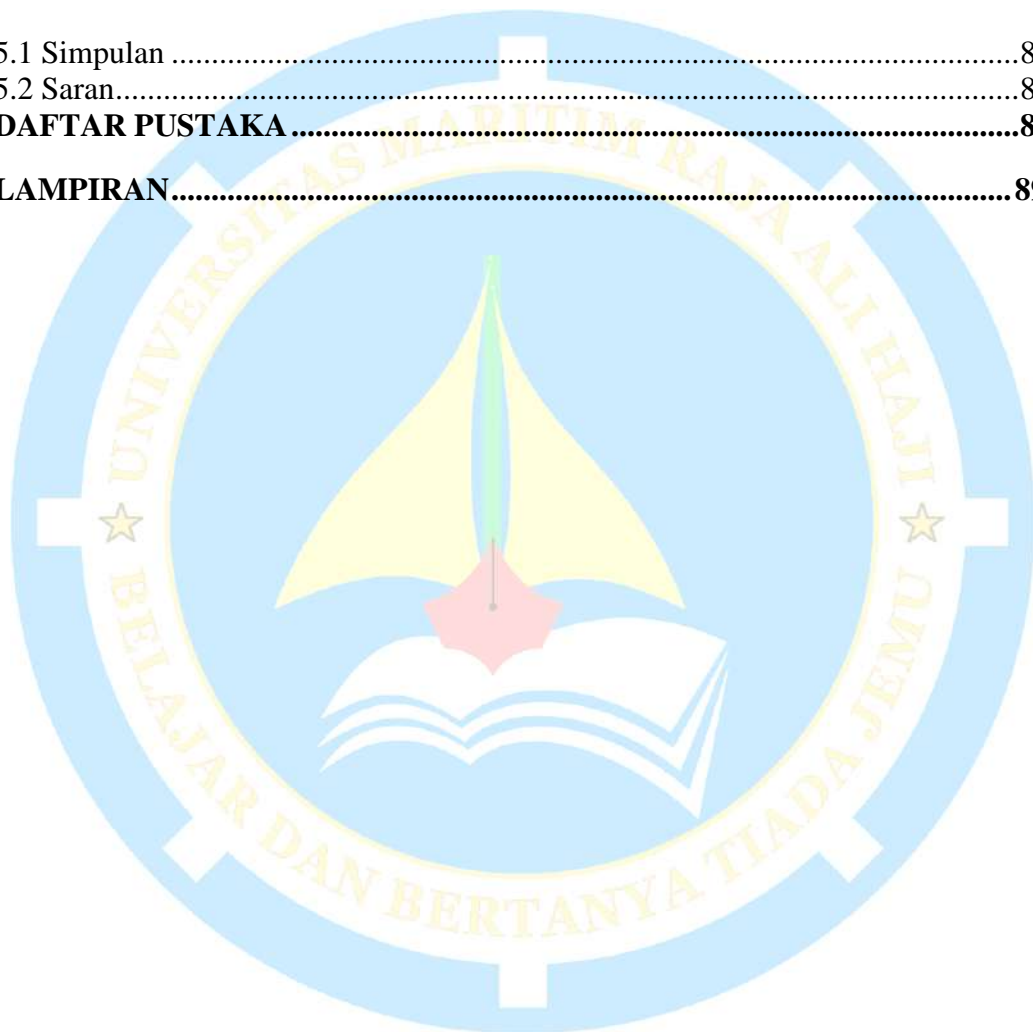 5.1 Simpulan ........................................................................................................ 8
5.2 Saran............................................................................................................... 8
DAFTAR PUSTAKA ........................................................................................... 8
LAMPIRAN......................................................................................................... 89
UNIVERSITAS MARITIM RAJA ALI HAJI
BELAJAR DAN BERTANYA TIADA JEMU